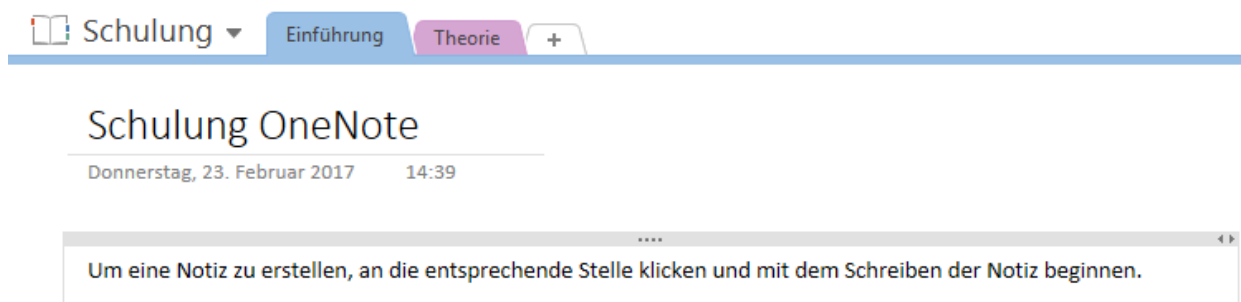 Schulung
Einführung
Theorie
+
Schulung OneNote
Donnerstag, 23. Februar 2017 14:39
Um eine Notiz zu erstellen, an die entsprechende Stelle klicken und mit dem Schreiben der Notiz beginnen.